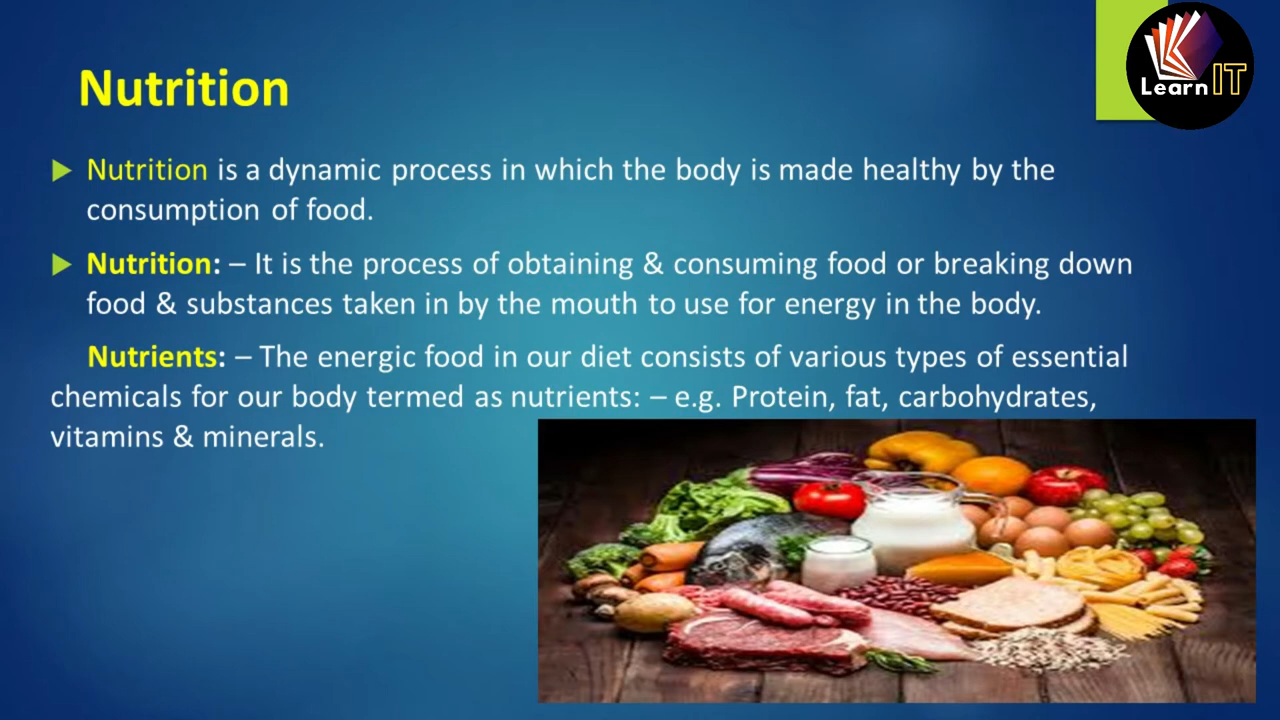 Learn IT
Nutrition
Nutrition is a dynamic process in which the body is made healthy by the
consumption of food.
Nutrition: – It is the process of obtaining & consuming food or breaking down
food & substances taken in by the mouth to use for energy in the body.
Nutrients: – The energic food in our diet consists of various types of essential
chemicals for our body termed as nutrients: – e.g. Protein, fat, carbohydrates,
vitamins & minerals.